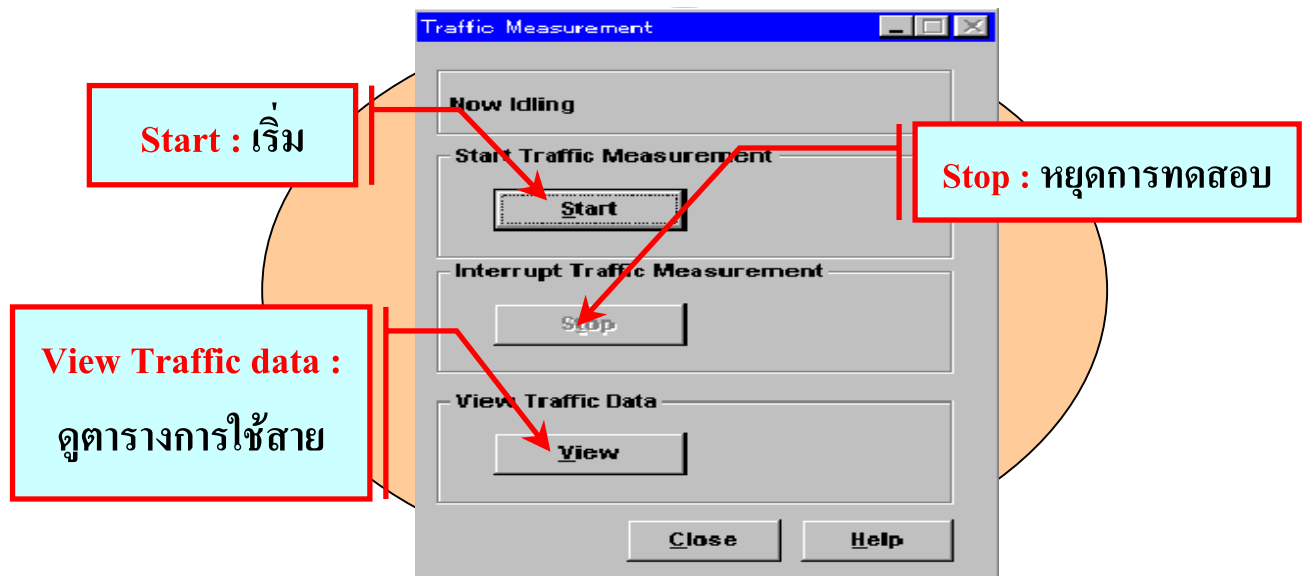 Traffic Measurement
Now Idling
Start : เริ่ม
Start Traffic Measurement
Start
Stop : หยุดการทดสอบ
Interrupt Traffic Measurement
Stop
View Traffic data :
ดูตารางการใช้สาย
View Traffic Data
View
Close
Help